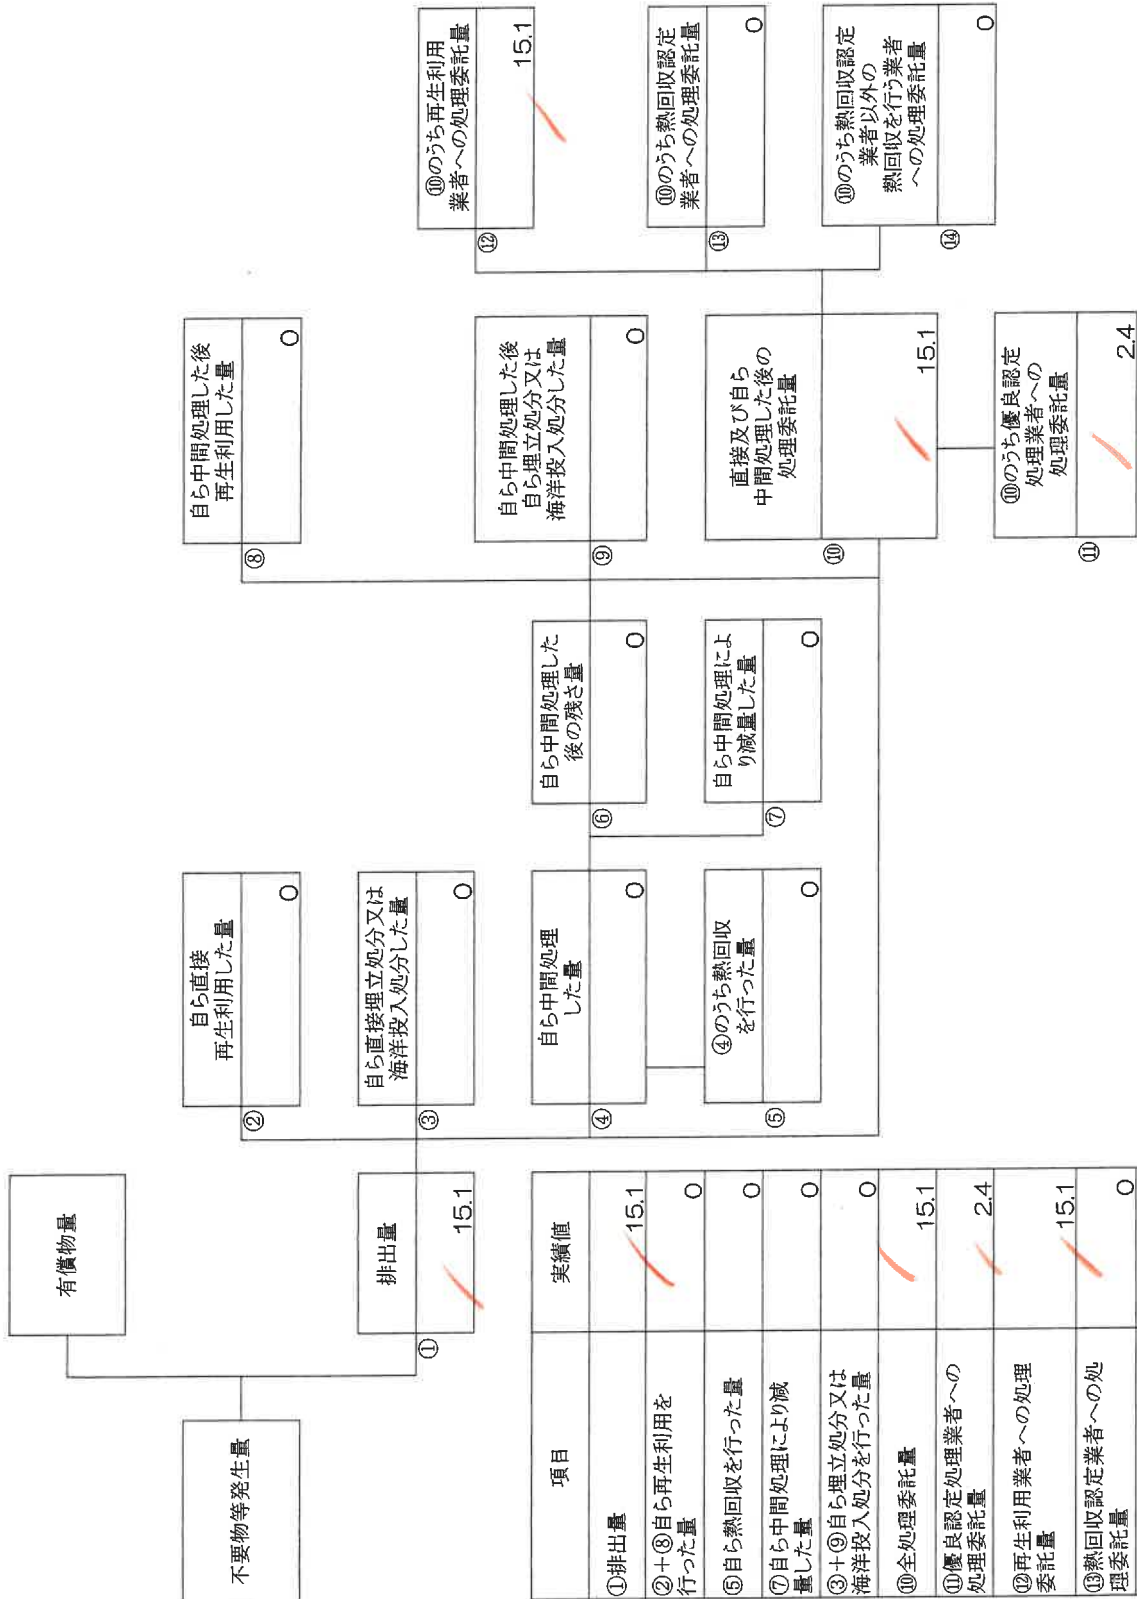 有償物量
不要物等発生量
排出量
①
15.1
自ら直接
再生利用した量
②
0
自ら直接埋立処分又は
海洋投入処分した量
③
0
自ら中間処理
した量
④
0
④のうち熱回収
を行った量
⑤
0
自ら中間処理した
後の残さ量
⑥
0
自ら中間処理によ
り減量した量
⑦
0
自ら中間処理した後
再生利用した量
⑧
0
自ら中間処理した後
自ら埋立処分又は
海洋投入処分した量
⑨
0
直接及び自ら
中間処理した後の
処理委託量
⑩
15.1
⑩のうち優良認定
処理業者への
処理委託量
⑪
2.4
⑩のうち再生利用
業者への処理委託量
⑫
15.1
⑩のうち熱回収認定
業者への処理委託量
⑬
0
⑩のうち熱回収認定
業者以外の
熱回収を行う業者
への処理委託量
⑭
0
項目 実績値
①排出量 15.1
②+⑧自ら再生利用を
行った量 0
⑤自ら熱回収を行った量 0
⑦自ら中間処理により減
量した量 0
③+⑨自ら埋立処分又は
海洋投入処分を行った量 0
⑩全処理委託量 15.1
⑪優良認定処理業者への
処理委託量 2.4
⑫再生利用業者への処理
委託量 15.1
⑬熱回収認定業者への処
理委託量 0